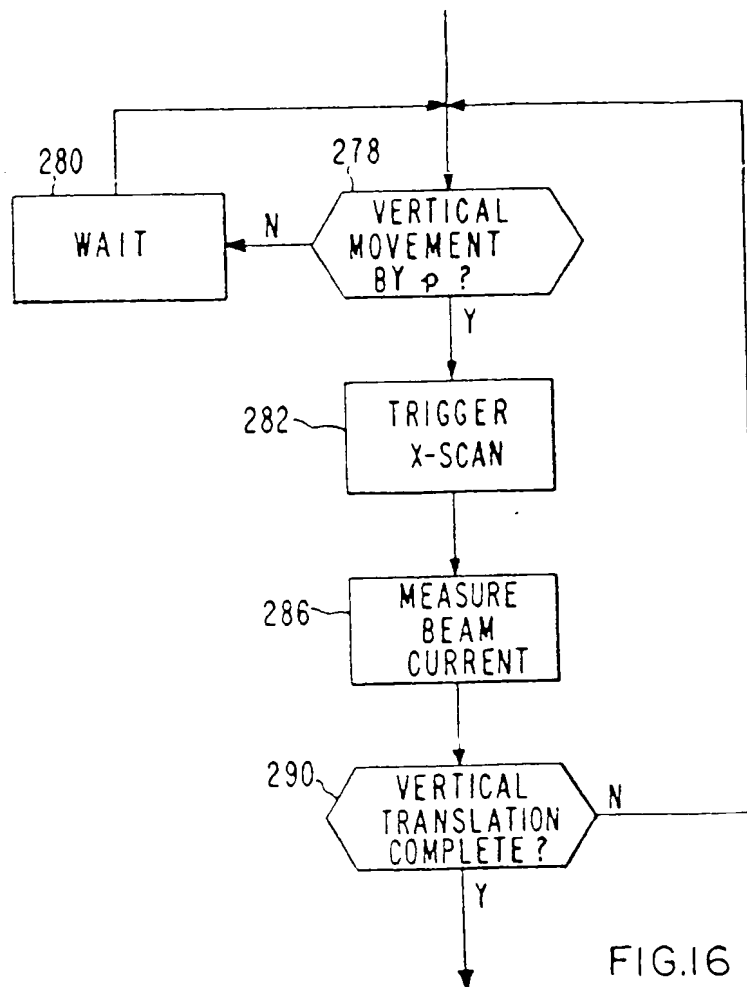 280
278
WAIT
N
VERTICAL
MOVEMENT
BY p ?
Y
282
TRIGGER
X-SCAN
286
MEASURE
BEAM
CURRENT
290
VERTICAL
TRANSLATION
COMPLETE ?
N
Y
FIG.16